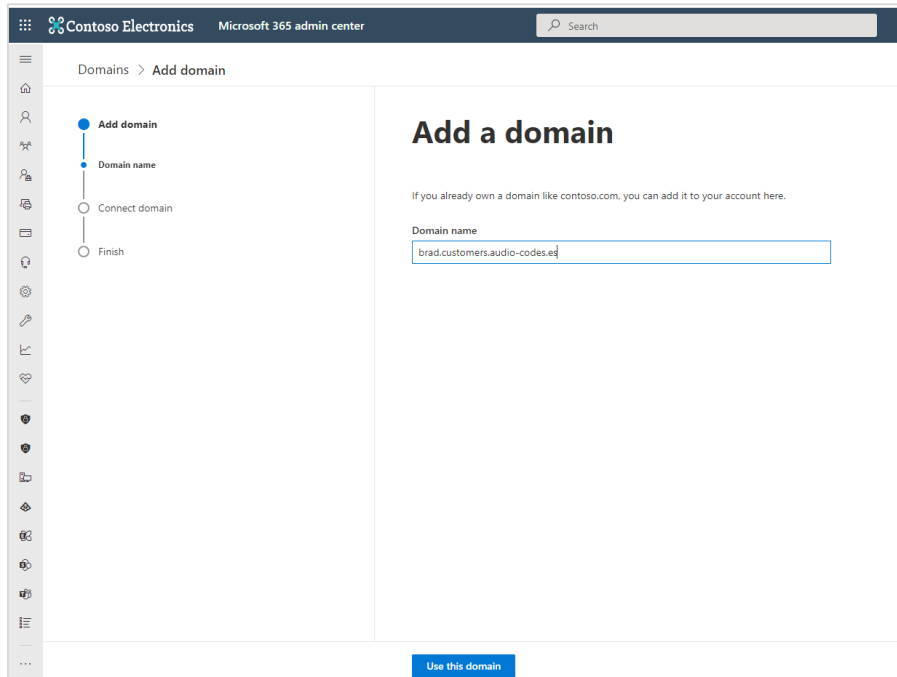 Contoso Electronics Microsoft 365 admin center Search
Domains > Add domain
Add domain
Domain name
Connect domain
Finish
Add a domain
If you already own a domain like contoso.com, you can add it to your account here.
Domain name
brad.customers.audio-codes.es
Use this domain